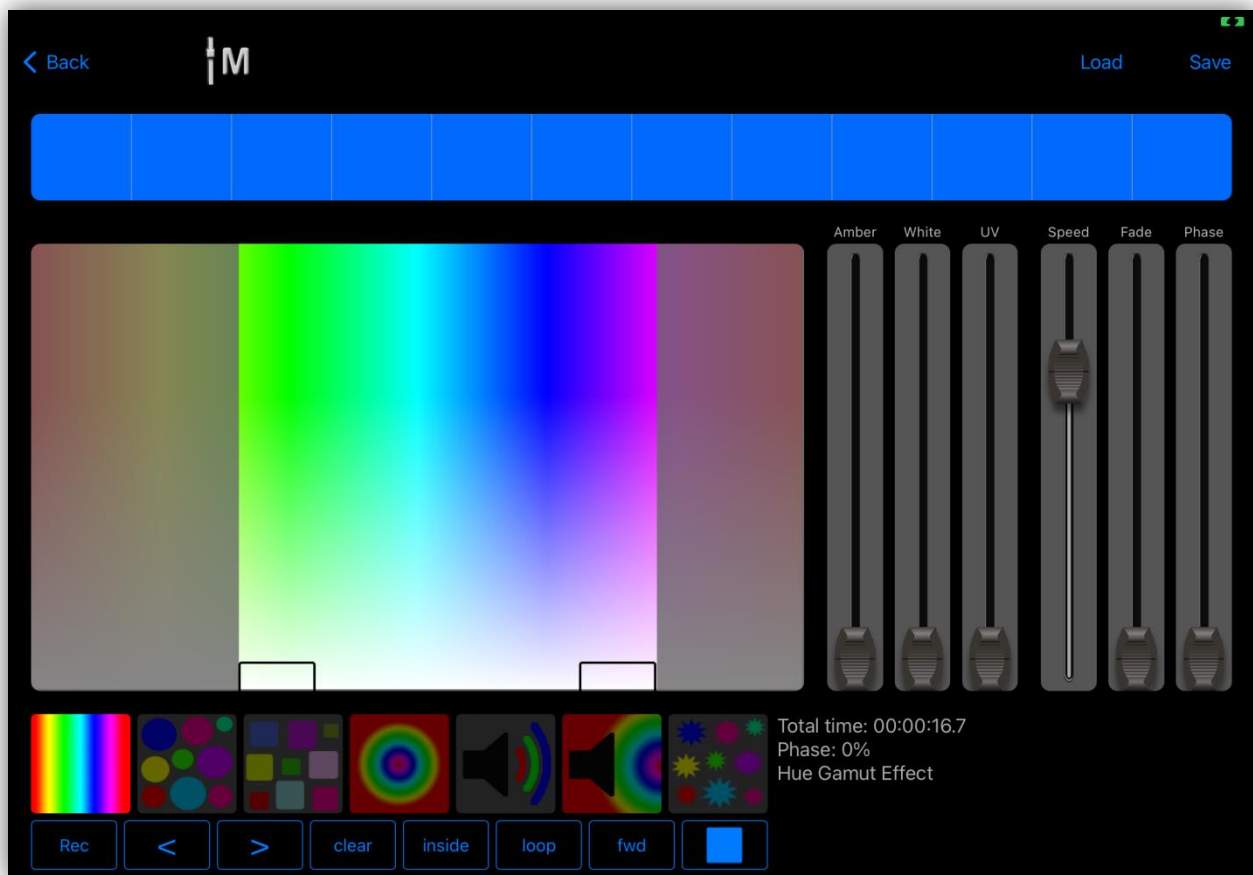 Back
M
Load
Save
Amber
White
UV
Speed
Fade
Phase
Total time: 00:00:16.7
Phase: 0%
Hue Gamut Effect
Rec
<
>
clear
inside
loop
fwd